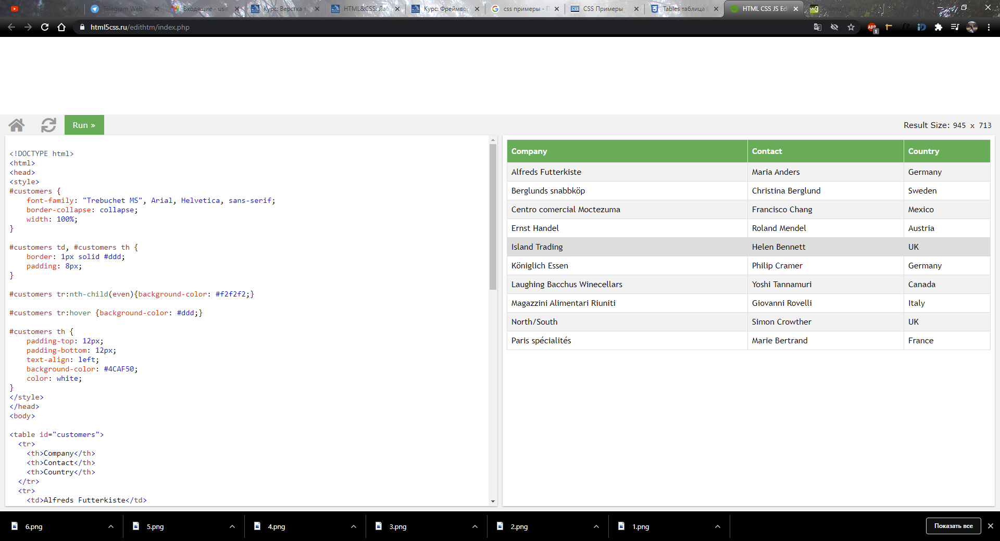 Telegram Web
Входящие - usi
Курс: Верстка т
HTML&CSS: Лаб
Курс: Фреймвор
css примеры - П
CSS Примеры
Tables таблица C
HTML CSS JS Edi
html5css.ru/edithtm/index.php
Run »
Result Size: 945 x 713
<!DOCTYPE html>
<html>
<head>
<style>
#customers {
font-family: "Trebuchet MS", Arial, Helvetica, sans-serif;
border-collapse: collapse;
width: 100%;
}
#customers td, #customers th {
border: 1px solid #ddd;
padding: 8px;
}
#customers tr:nth-child(even){background-color: #f2f2f2;}
#customers tr:hover {background-color: #ddd;}
#customers th {
padding-top: 12px;
padding-bottom: 12px;
text-align: left;
background-color: #4CAF50;
color: white;
}
</style>
</head>
<body>
<table id="customers">
<tr>
<th>Company</th>
<th>Contact</th>
<th>Country</th>
</tr>
<tr>
<td>Alfreds Futterkiste</td>
Company Contact Country
Alfreds Futterkiste Maria Anders Germany
Berglunds snabbköp Christina Berglund Sweden
Centro comercial Moctezuma Francisco Chang Mexico
Ernst Handel Roland Mendel Austria
Island Trading Helen Bennett UK
Königlich Essen Philip Cramer Germany
Laughing Bacchus Winecellars Yoshi Tannamuri Canada
Magazzini Alimentari Riuniti Giovanni Rovelli Italy
North/South Simon Crowther UK
Paris spécialités Marie Bertrand France
6.png
5.png
4.png
3.png
2.png
1.png
Показать все